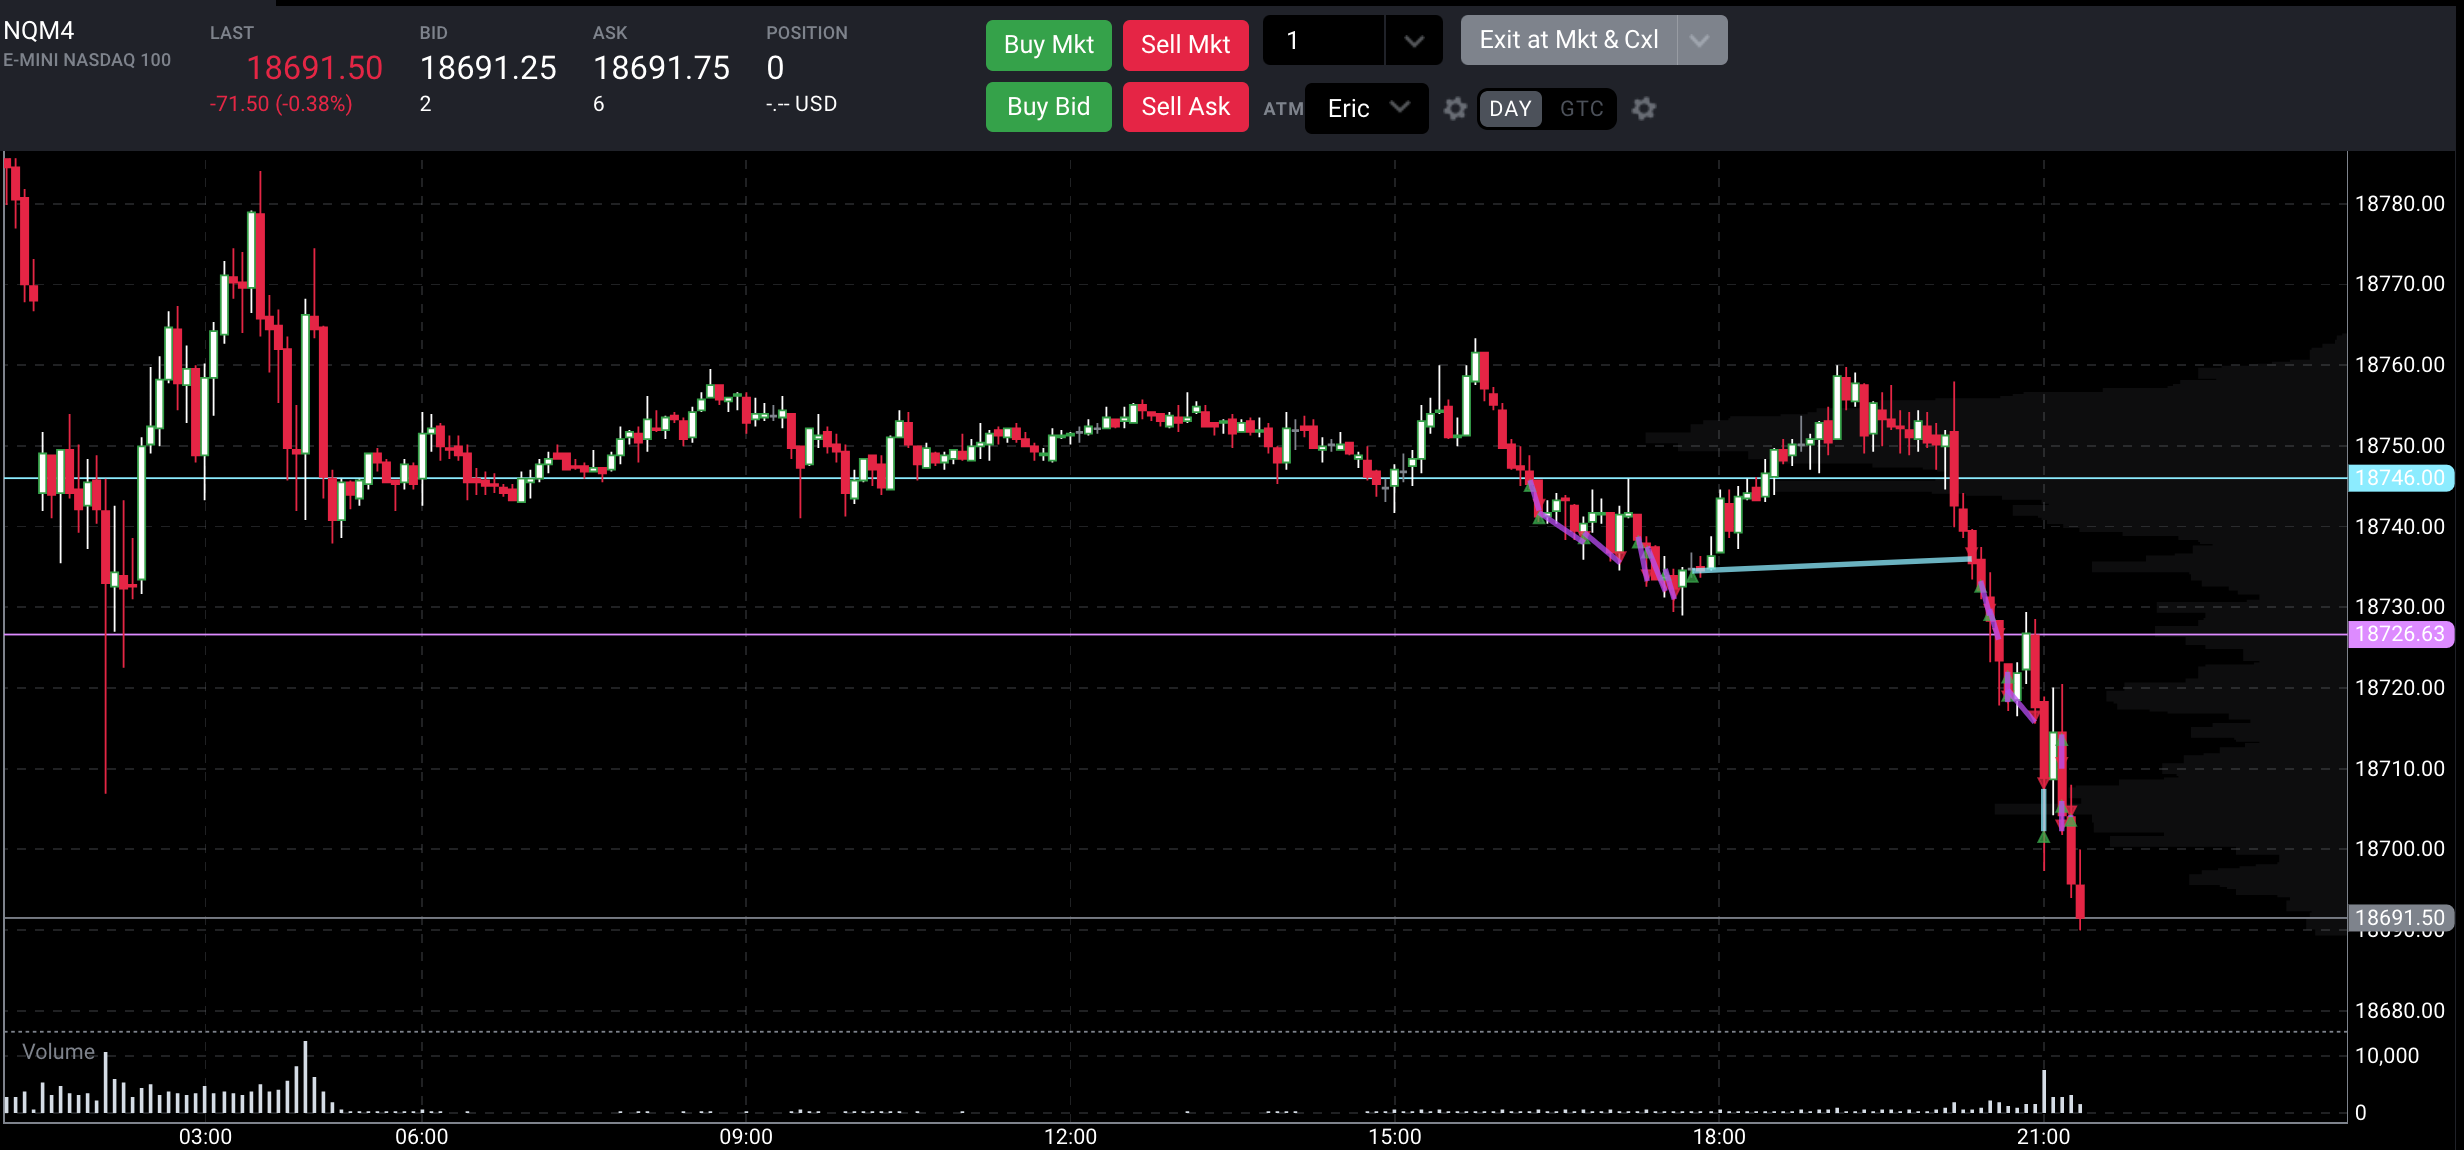 NQM4
E-MINI NASDAQ 100
LAST
18691.50
-71.50 (-0.38%)
BID
18691.25
2
ASK
18691.75
6
POSITION
0
-.-- USD
Buy Mkt
Sell Mkt
1
Exit at Mkt & Cxl
Buy Bid
Sell Ask
ATM
Eric
DAY
GTC
18780.00
18770.00
18760.00
18750.00
18746.00
18740.00
18730.00
18726.63
18720.00
18710.00
18700.00
18691.50
18690.00
18680.00
Volume
10,000
0
03:00
06:00
09:00
12:00
15:00
18:00
21:00